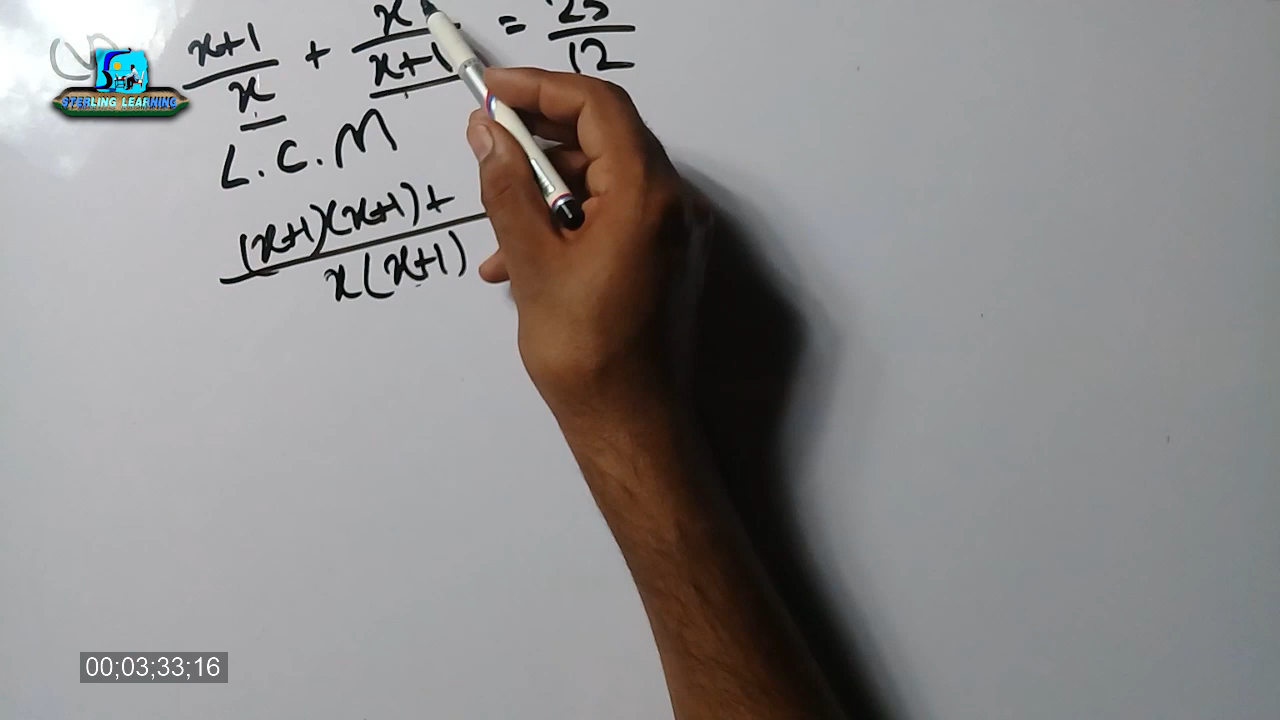 x+1/x + x/x+1 = 25/12
STERLING LEARNING
L.C.M
(x+1)(x+1)+
x(x+1)
00;03;33;16